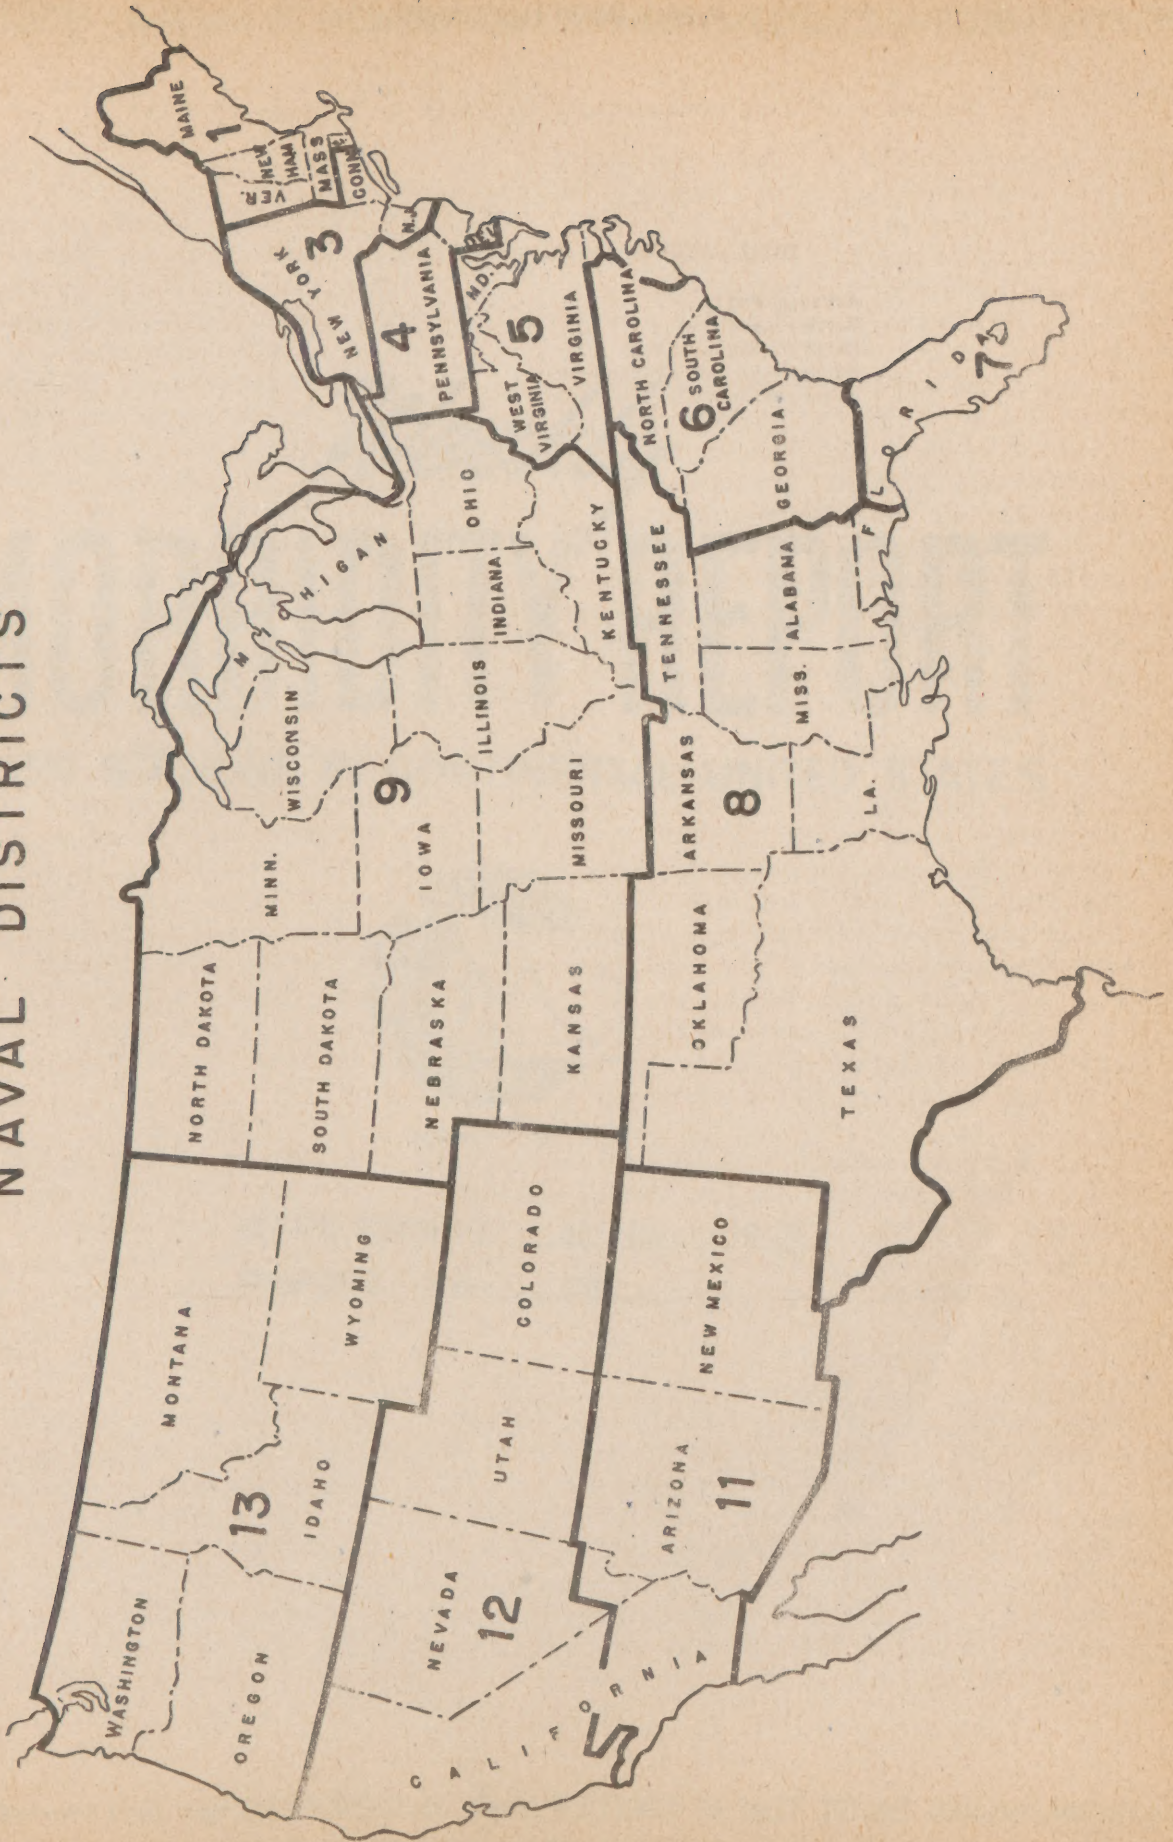 NAVAL DISTRICTS
WASHINGTON
OREGON
CALIFORNIA
NEVADA
12
IDAHO
13
MONTANA
WYOMING
UTAH
COLORADO
ARIZONA
11
NEW MEXICO
NORTH DAKOTA
SOUTH DAKOTA
NEBRASKA
KANSAS
OKLAHOMA
TEXAS
MINN.
IOWA
9
MISSOURI
ARKANSAS
8
LA.
WISCONSIN
ILLINOIS
INDIANA
OHIO
KENTUCKY
TENNESSEE
MISS.
ALABAMA
GEORGIA
6
SOUTH
CAROLINA
NORTH CAROLINA
FLORIDA
7
WEST
VIRGINIA
VIRGINIA
5
MD.
PENNSYLVANIA
4
N.J.
NEW YORK
3
VER.
NEW
HAM
MASS
CONN
MAINE
1